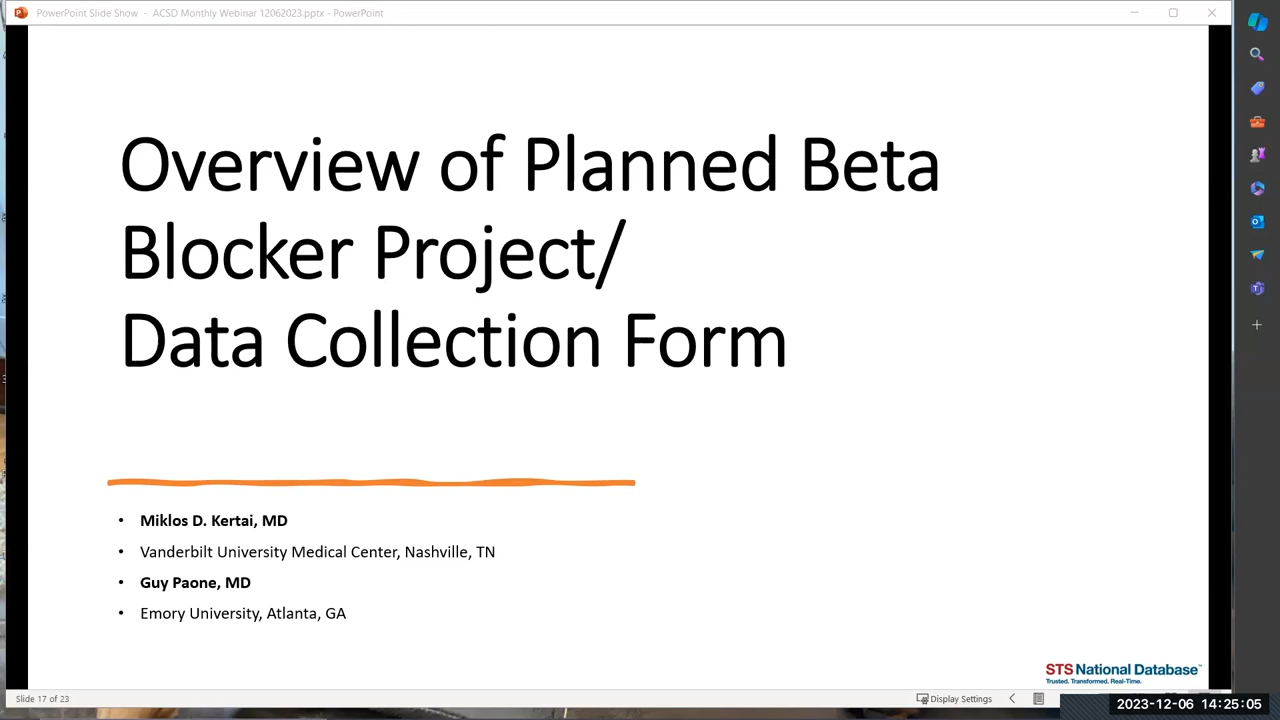 PowerPoint Slide Show - ACSD Monthly Webinar 12062023.pptx - PowerPoint
Overview of Planned Beta
Blocker Project/
Data Collection Form
• Miklos D. Kertai, MD
• Vanderbilt University Medical Center, Nashville, TN
• Guy Paone, MD
• Emory University, Atlanta, GA
STS National Database™
Trusted. Transformed. Real-Time.
Slide 17 of 23
Display Settings
2023-12-06 14:25:05